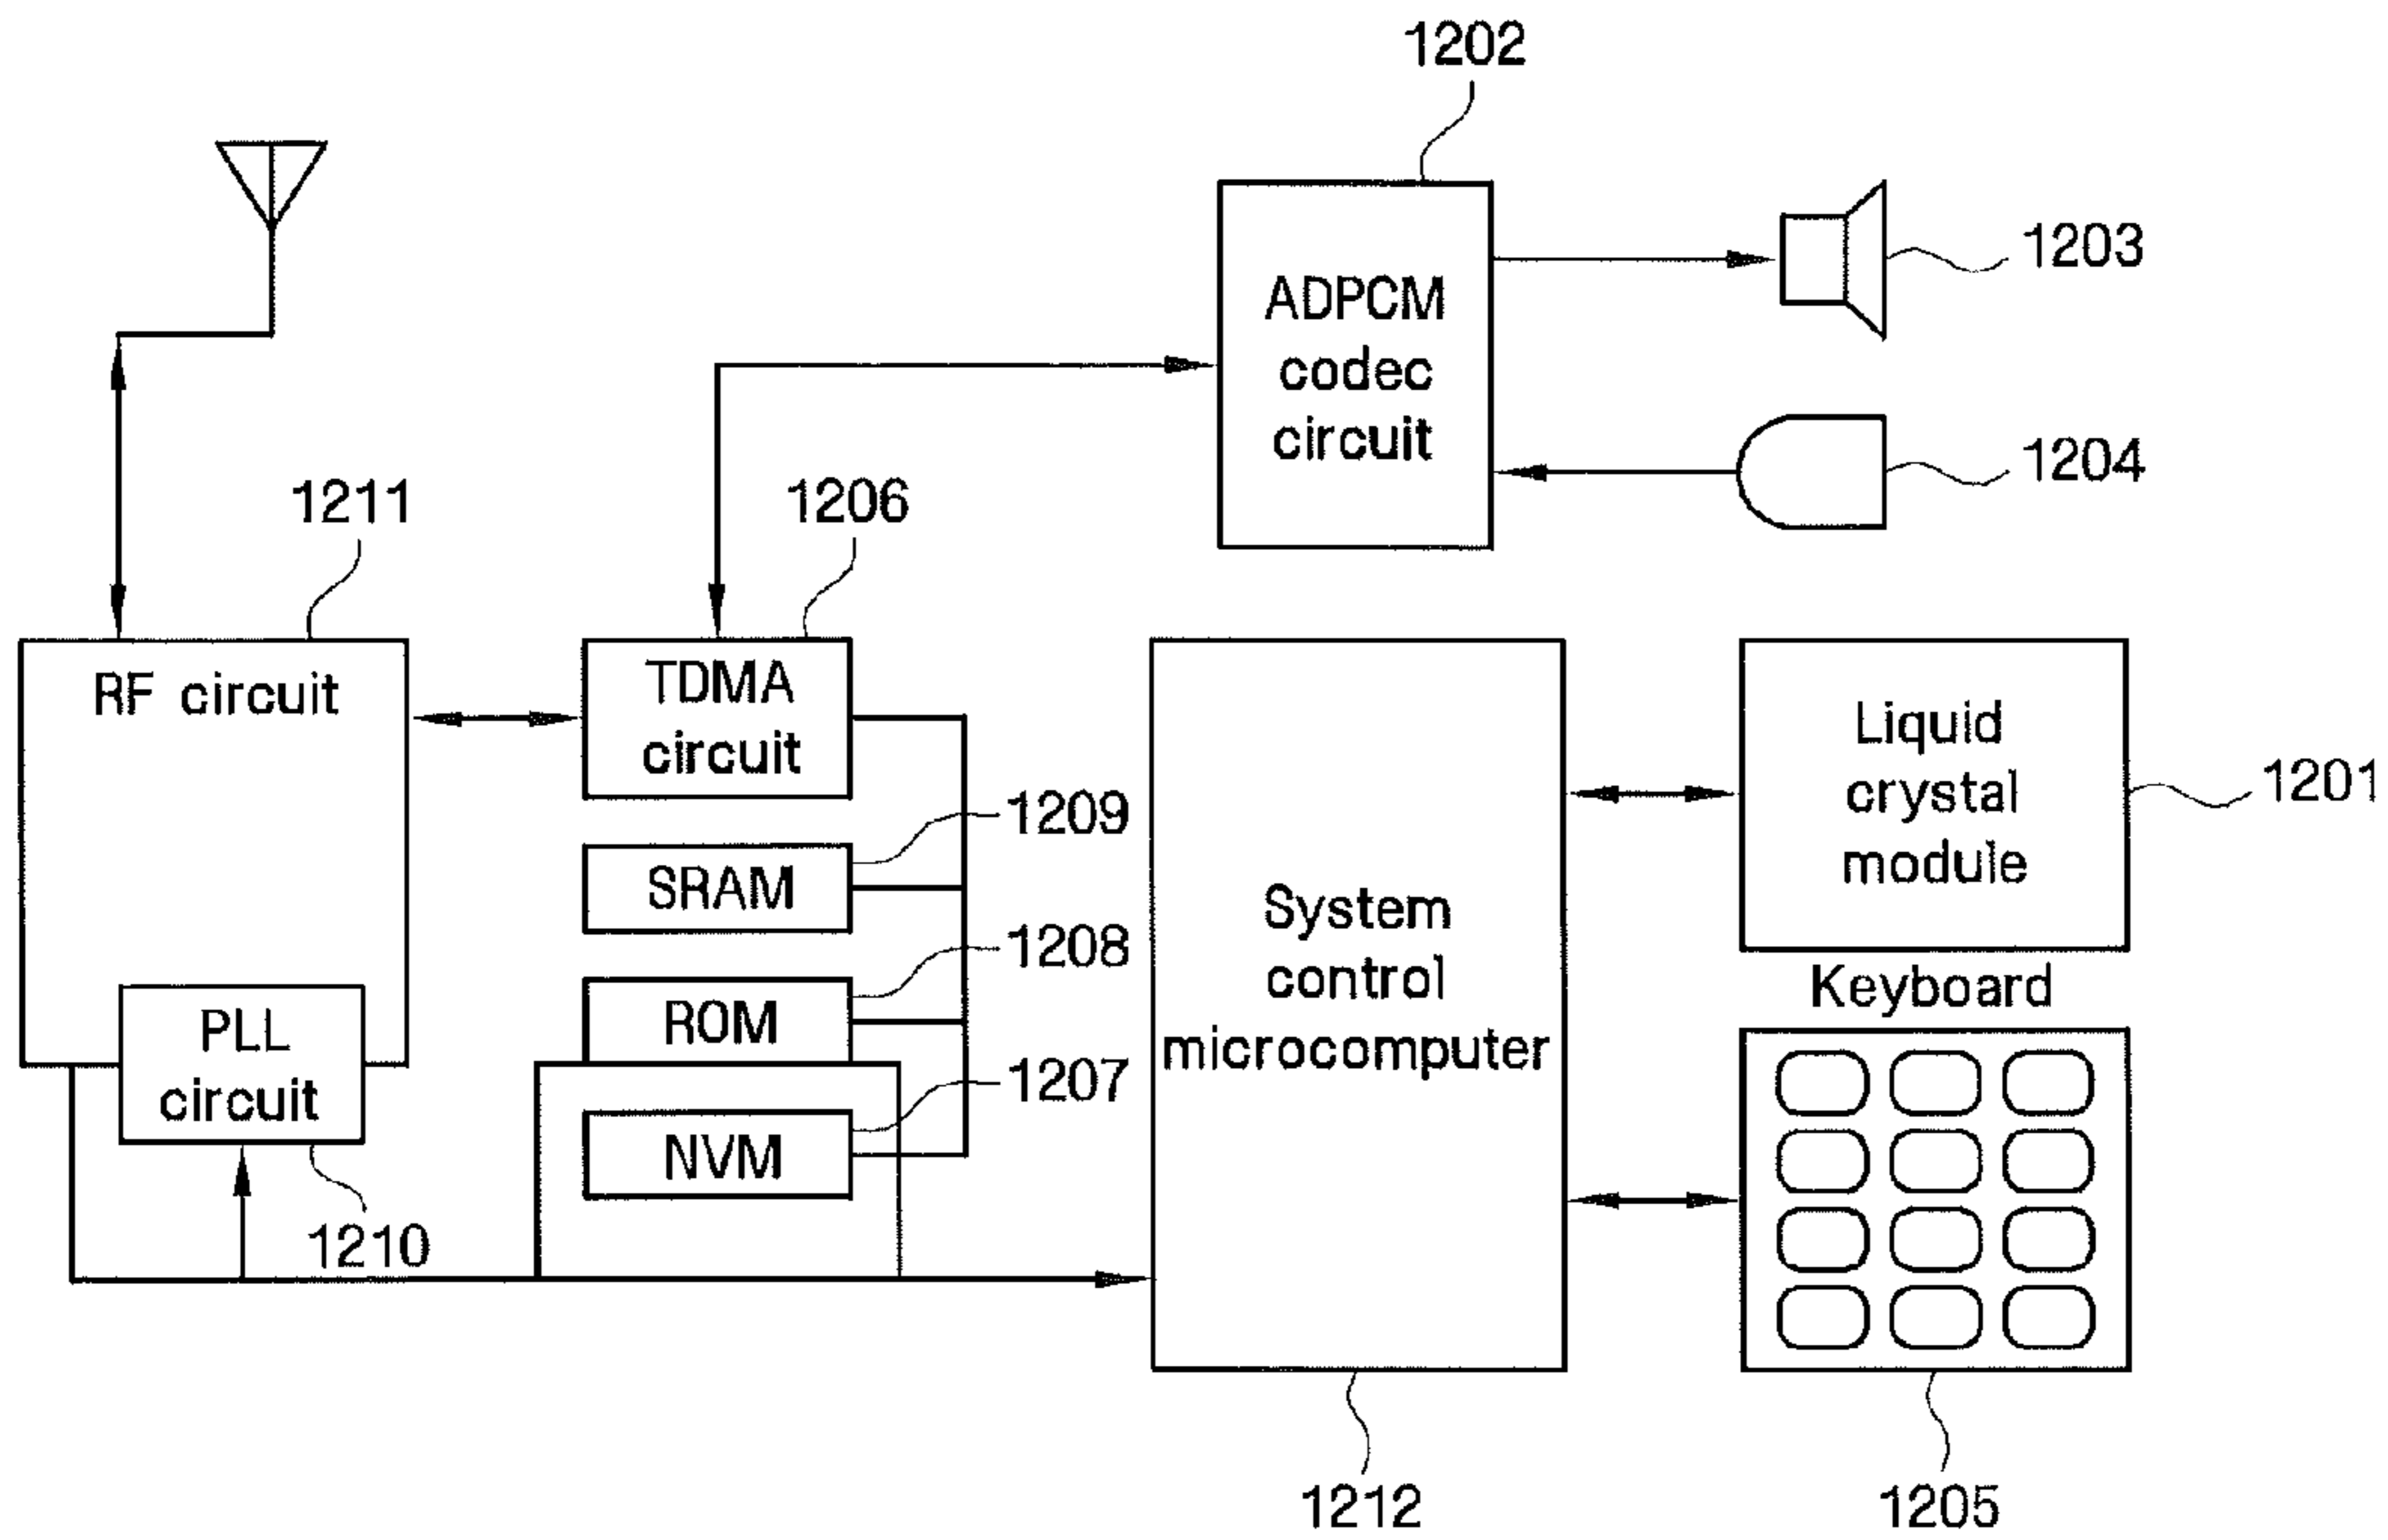 1202
1203
ADPCM
codec
circuit
1204
1211
1206
RF circuit
TDMA
circuit
1209
SRAM
1208
ROM
1207
NVM
PLL
circuit
1210
System
control
microcomputer
1212
Liquid
crystal
module
1201
Keyboard
1205